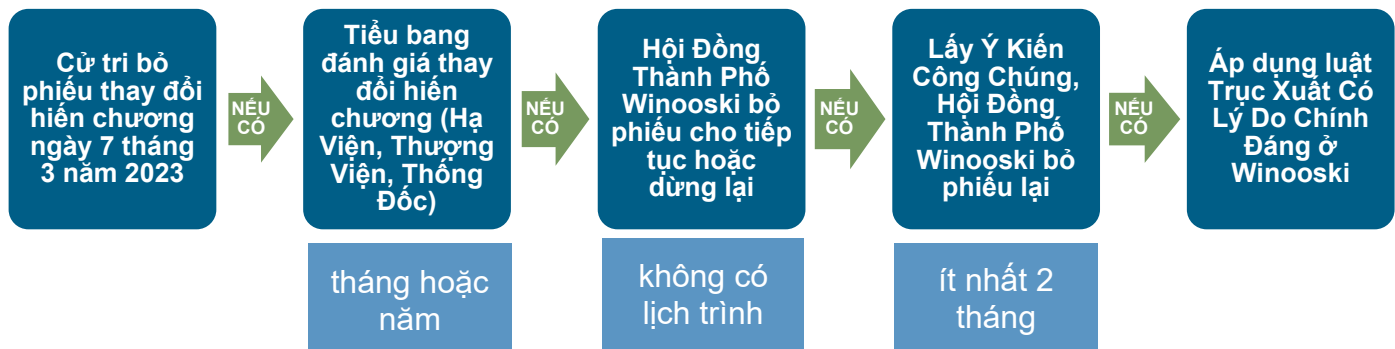 Cử tri bỏ
phiếu thay đổi
hiến chương
ngày 7 tháng
3 năm 2023
NẾU
CÓ
Tiểu bang
đánh giá thay
đổi hiến
chương (Hạ
Viện, Thượng
Viện, Thống
Đốc)
tháng hoặc
năm
NẾU
CÓ
Hội Đồng
Thành Phố
Winooski bỏ
phiếu cho tiếp
tục hoặc
dừng lại
không có
lịch trình
NẾU
CÓ
Lấy Ý Kiến
Công Chúng,
Hội Đồng
Thành Phố
Winooski bỏ
phiếu lại
ít nhất 2
tháng
NẾU
CÓ
Áp dụng luật
Trục Xuất Có
Lý Do Chính
Đáng ở
Winooski